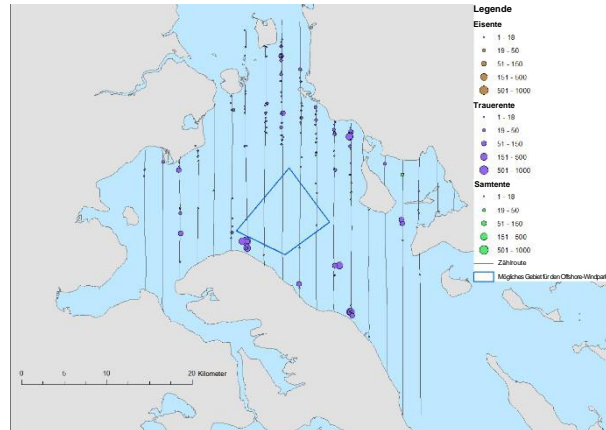 Legende
Eisente
1 - 18
19 - 50
51 - 150
151 - 500
501 - 1000
Trauerente
1 - 18
19 - 50
51 - 150
151 - 500
501 - 1000
Samtente
1 - 18
19 - 50
51 - 150
151 - 500
501 - 1000
Zählroute
Mögliches Gebiet für den Offshore-Windpark
0 5 10 20 Kilometer